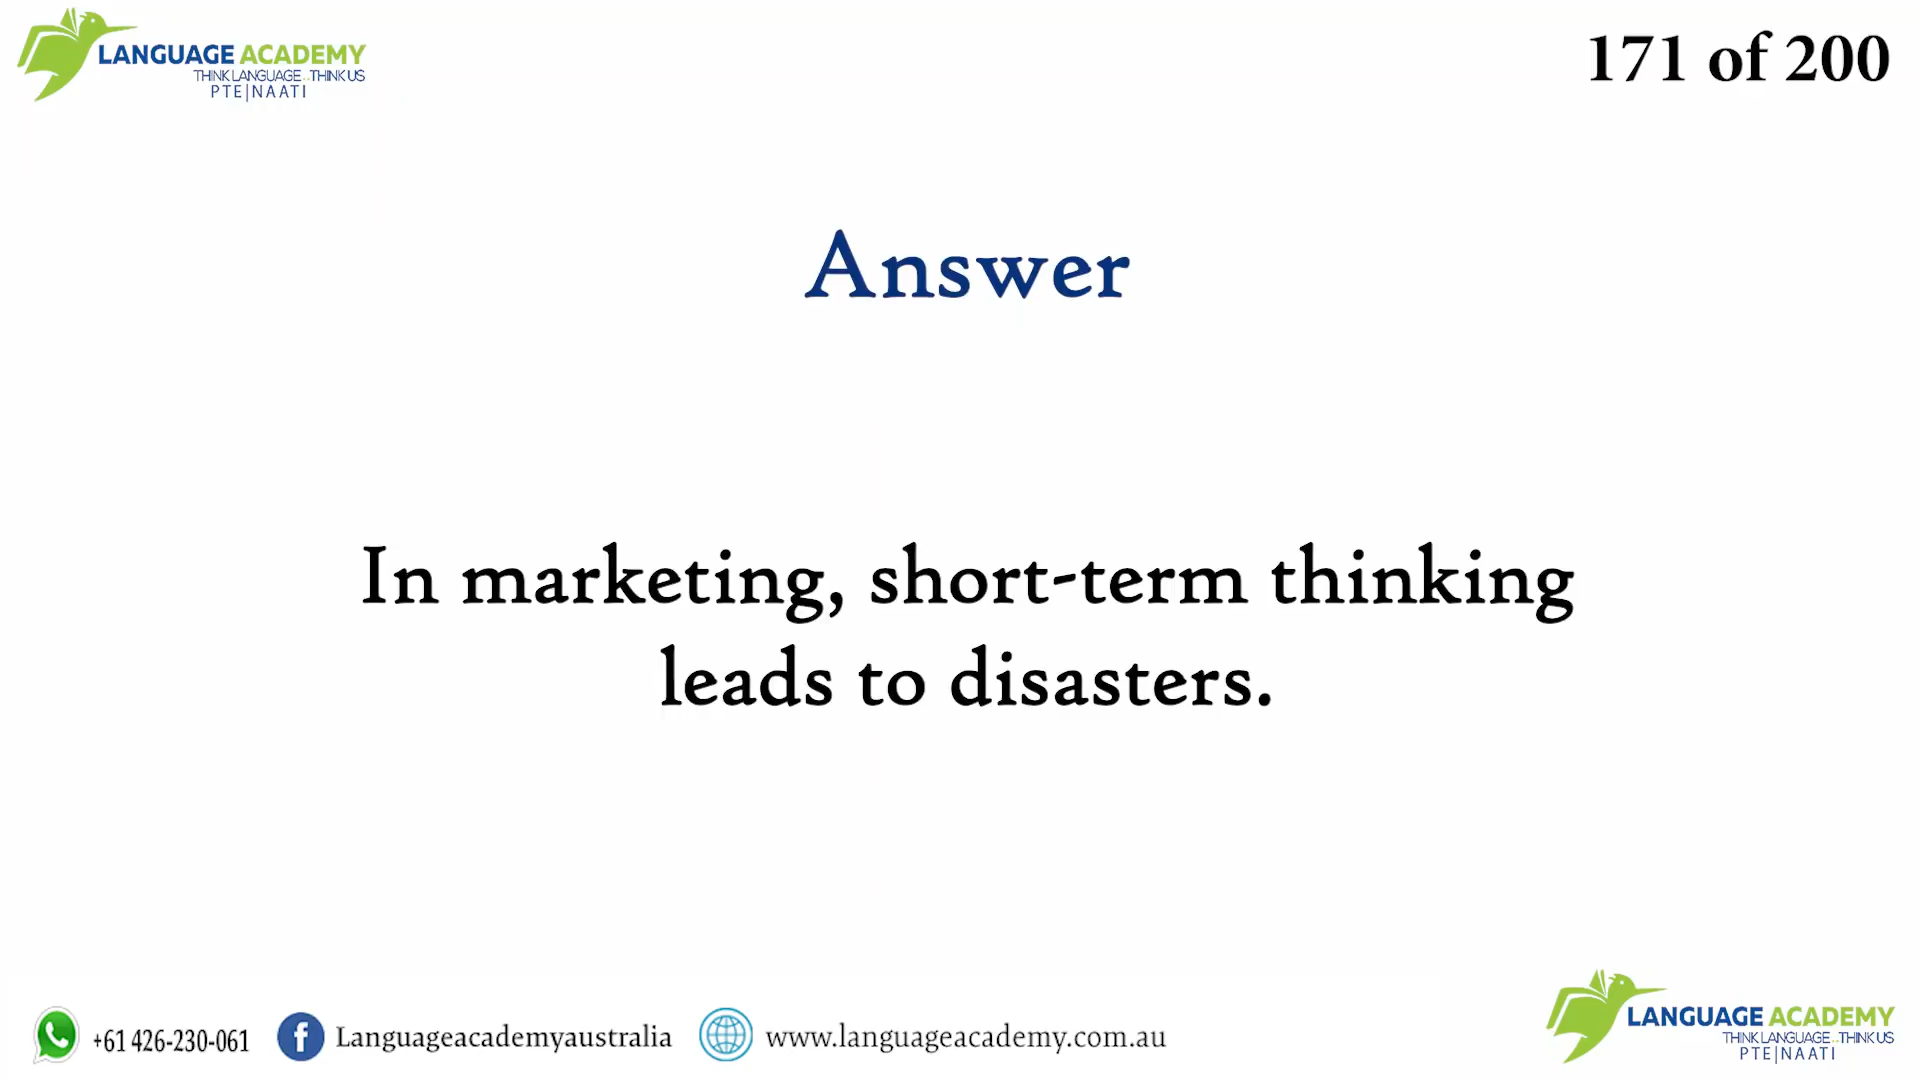 LANGUAGE ACADEMY
THINK LANGUAGE..THINK US
PTE|NAATI
171 of 200
Answer
In marketing, short-term thinking
leads to disasters.
+61 426-230-061
Languageacademyaustralia
www.languageacademy.com.au
LANGUAGE ACADEMY
THINK LANGUAGE..THINK US
PTE|NAATI